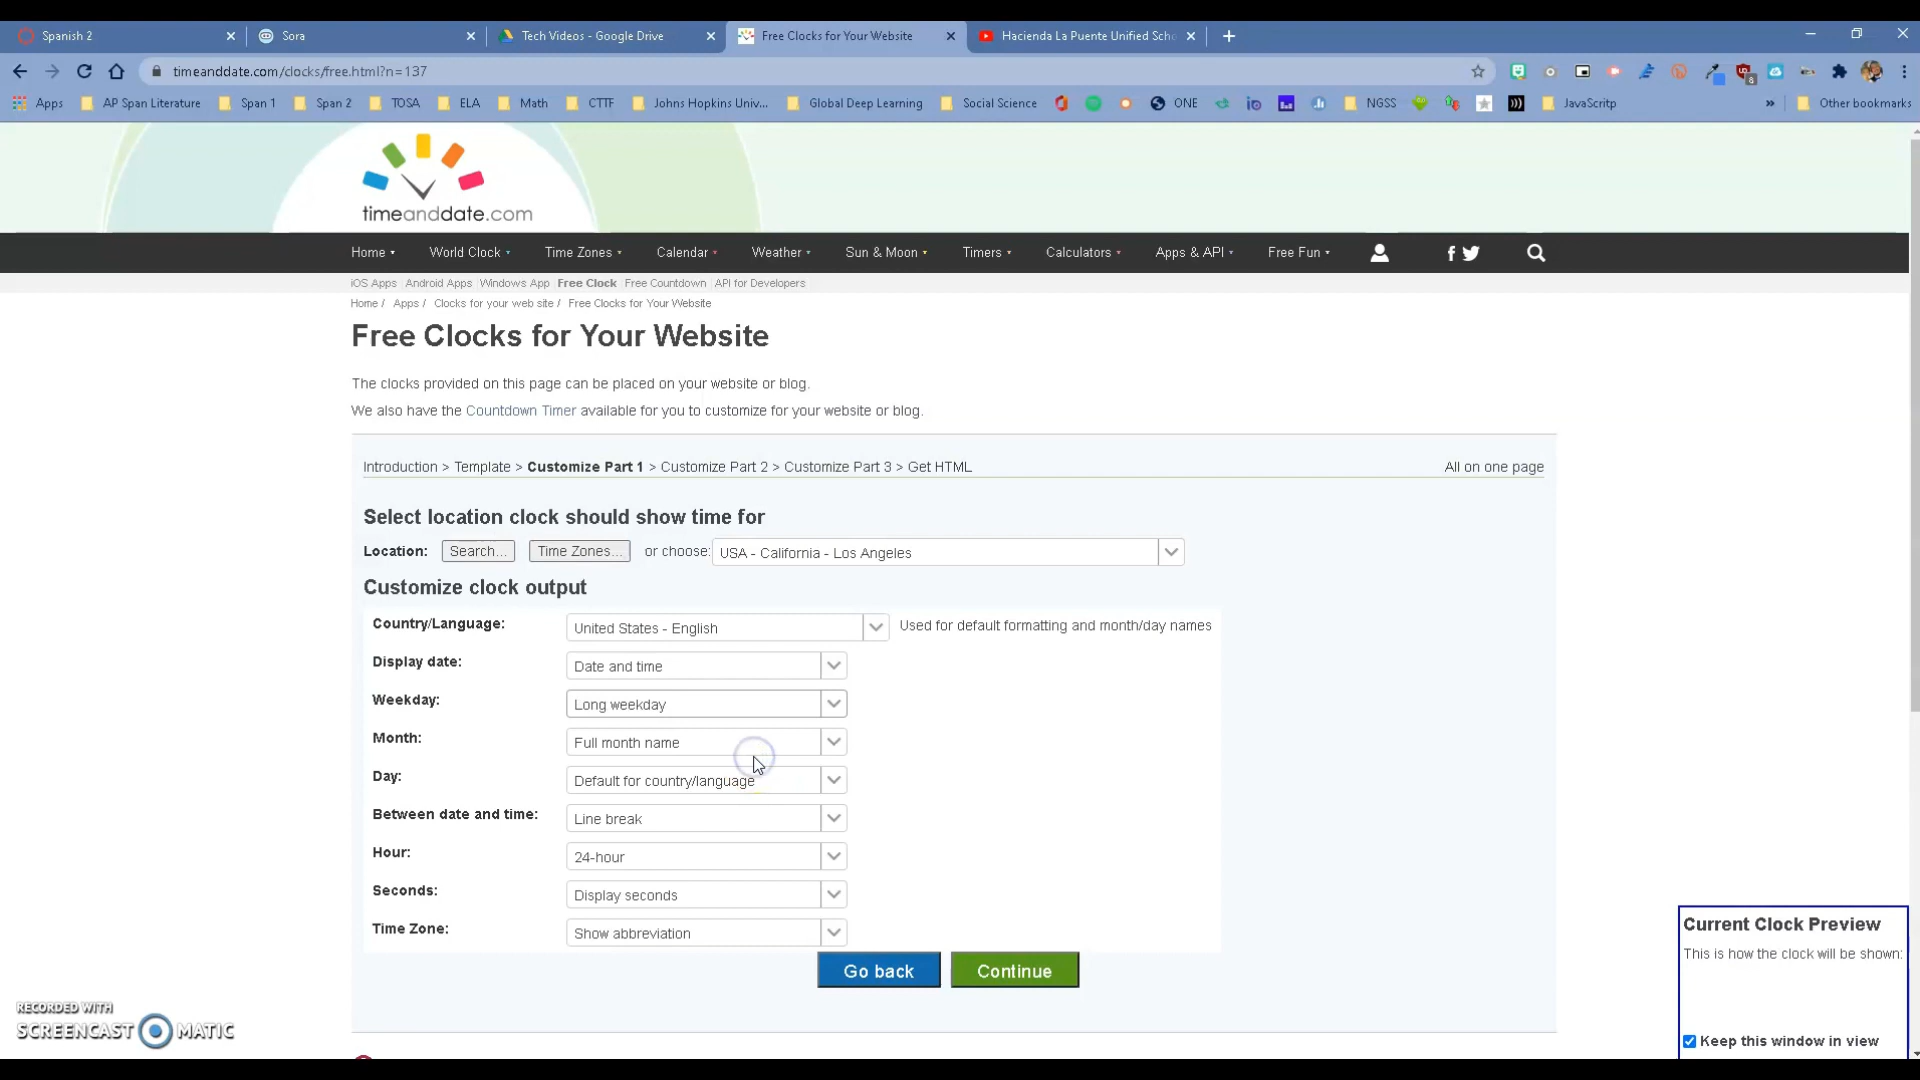 Spanish 2
Sora
Tech Videos - Google Drive
Free Clocks for Your Website
Hacienda La Puente Unified Scho
timeanddate.com/clocks/free.html?n=137
Apps AP Span Literature Span 1 Span 2 TOSA ELA Math CTTF Johns Hopkins Univ... Global Deep Learning Social Science ONE NGSS JavaScritp » Other bookmarks
timeanddate.com
Home World Clock Time Zones Calendar Weather Sun & Moon Timers Calculators Apps & API Free Fun
iOS Apps Android Apps Windows App Free Clock Free Countdown API for Developers
Home / Apps / Clocks for your web site / Free Clocks for Your Website
Free Clocks for Your Website
The clocks provided on this page can be placed on your website or blog.
We also have the Countdown Timer available for you to customize for your website or blog.
Introduction > Template > Customize Part 1 > Customize Part 2 > Customize Part 3 > Get HTML All on one page
Select location clock should show time for
Location: Search... Time Zones... or choose: USA - California - Los Angeles
Customize clock output
Country/Language: United States - English Used for default formatting and month/day names
Display date: Date and time
Weekday: Long weekday
Month: Full month name
Day: Default for country/language
Between date and time: Line break
Hour: 24-hour
Seconds: Display seconds
Time Zone: Show abbreviation
Go back Continue
Current Clock Preview
This is how the clock will be shown:
Keep this window in view
RECORDED WITH
SCREENCAST MATIC